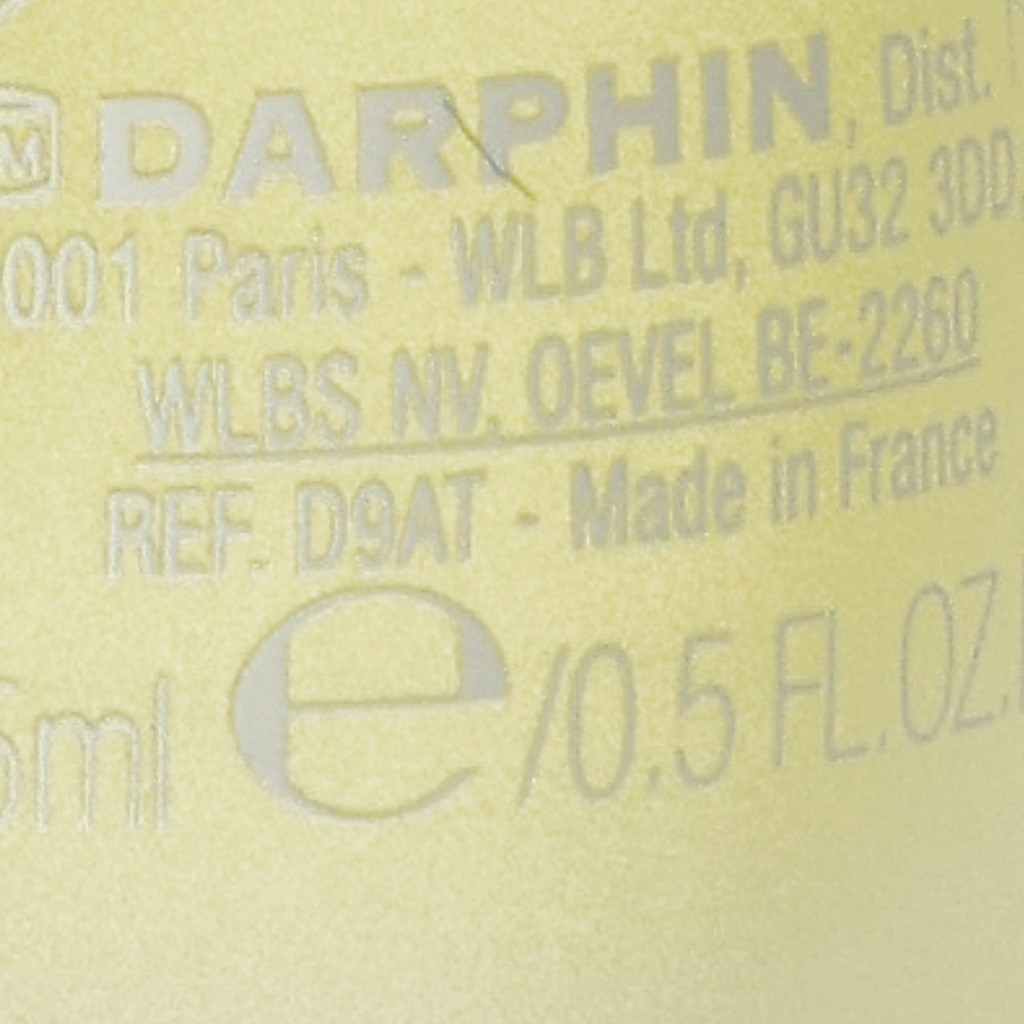 M DARPHIN, Dist.
001 Paris - WLB Ltd, GU32 3DD,
WLBS NV, OEVEL BE-2260
REF. D9AT - Made in France
5ml e/0.5 FL.OZ.